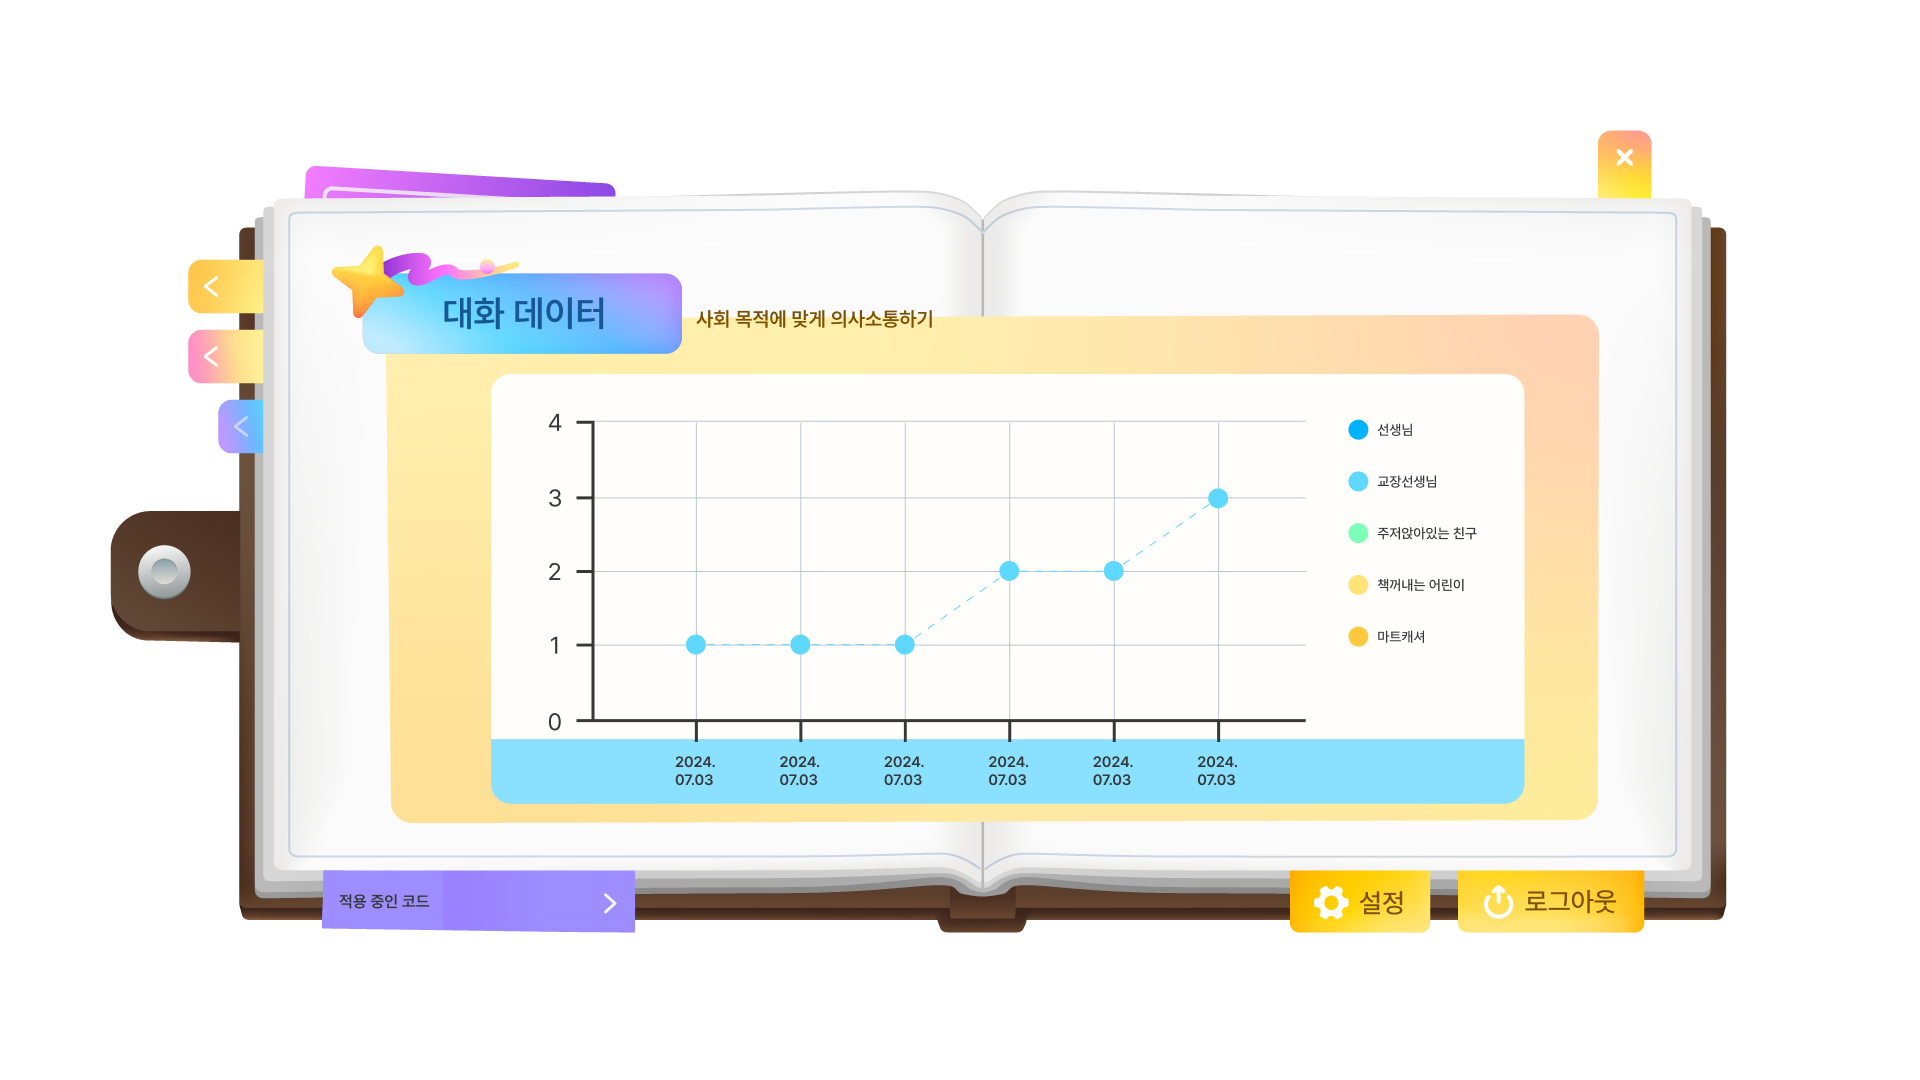 대화 데이터
사회 목적에 맞게 의사소통하기
4
3
2
1
0
2024.
07.03
2024.
07.03
2024.
07.03
2024.
07.03
2024.
07.03
2024.
07.03
선생님
교장선생님
주저앉아있는 친구
책꺼내는 어린이
마트캐셔
적용 중인 코드
설정
로그아웃